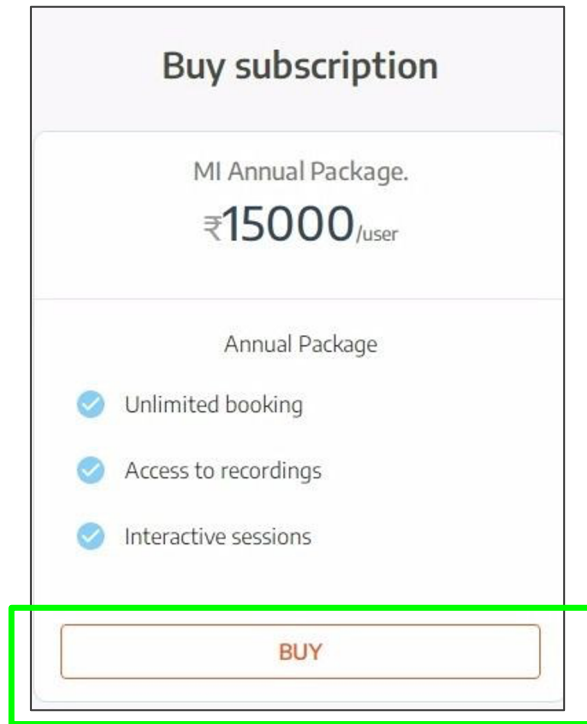 Buy subscription
MI Annual Package.
₹15000/user
Annual Package
Unlimited booking
Access to recordings
Interactive sessions
BUY